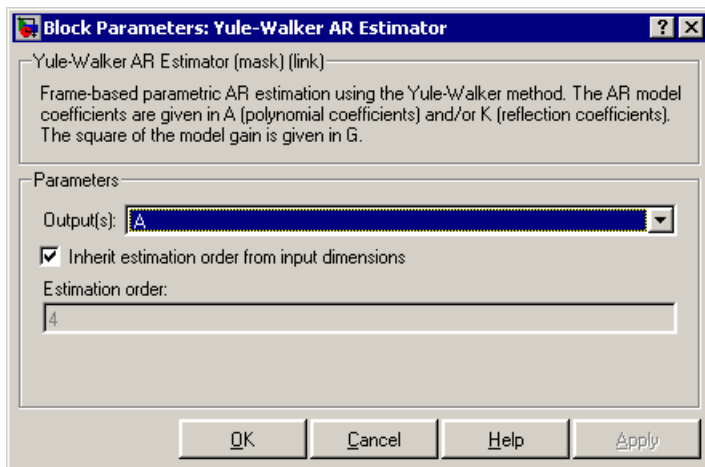 Block Parameters: Yule-Walker AR Estimator
Yule-Walker AR Estimator (mask) (link)
Frame-based parametric AR estimation using the Yule-Walker method. The AR model
coefficients are given in A (polynomial coefficients) and/or K (reflection coefficients).
The square of the model gain is given in G.
Parameters
Output(s): A
Inherit estimation order from input dimensions
Estimation order:
4
OK Cancel Help Apply